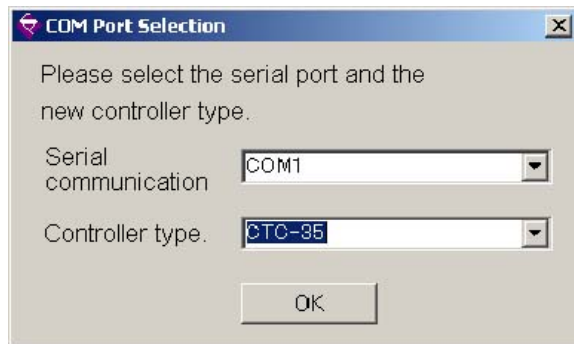 COM Port Selection
Please select the serial port and the
new controller type.
Serial
communication
COM1
Controller type.
CTC-35
OK